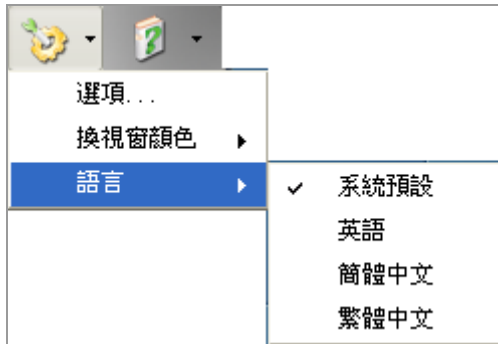 選項...
換視窗顏色
語言
系統預設
英語
簡體中文
繁體中文